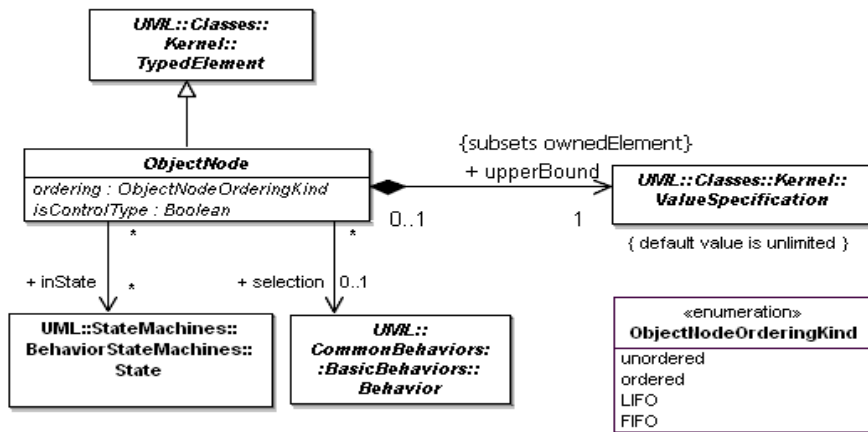 UML::Classes::
Kernel::
TypedElement
{subsets ownedElement}
ObjectNode
+ upperBound
ordering : ObjectNodeOrderingKind
isControlType : Boolean
UML::Classes::Kernel::
ValueSpecification
0..1
1
*
*
{ default value is unlimited }
+ inState
*
+ selection
0..1
UML::StateMachines::
BehaviorStateMachines::
State
UML::
CommonBehaviors:
:BasicBehaviors::
Behavior
«enumeration»
ObjectNodeOrderingKind
unordered
ordered
LIFO
FIFO